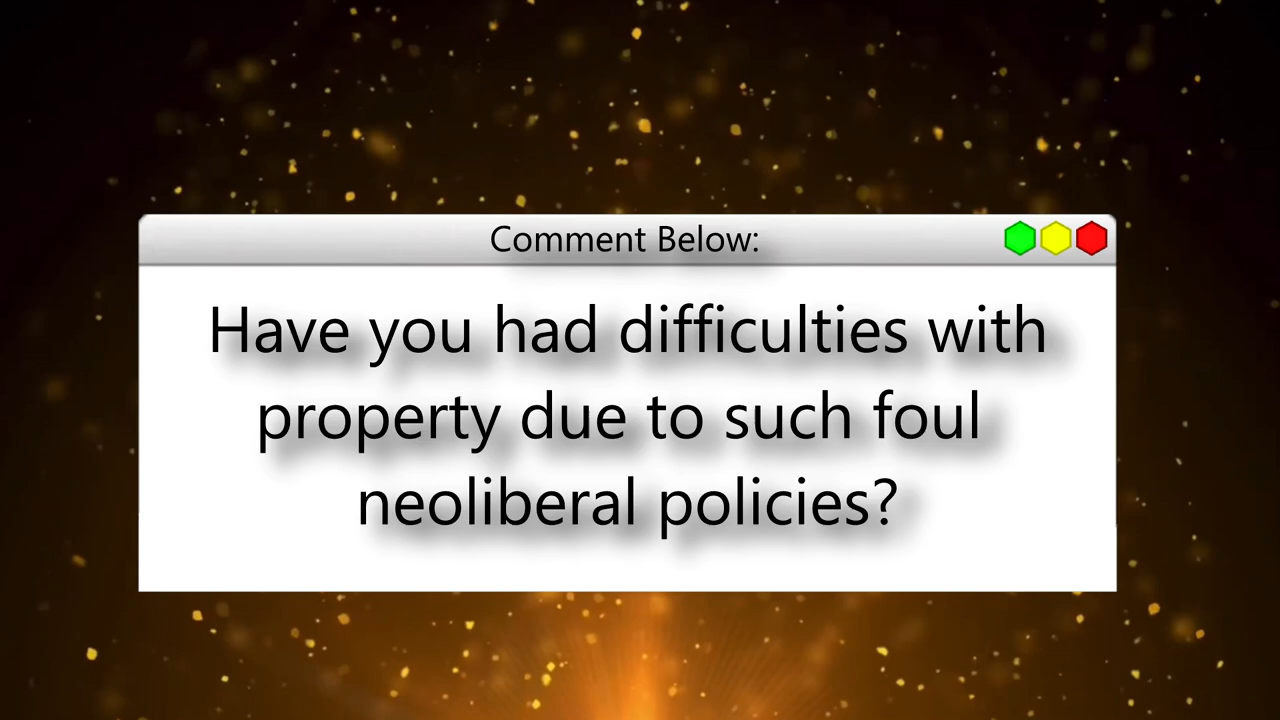 Comment Below:
Have you had difficulties with
property due to such foul
neoliberal policies?